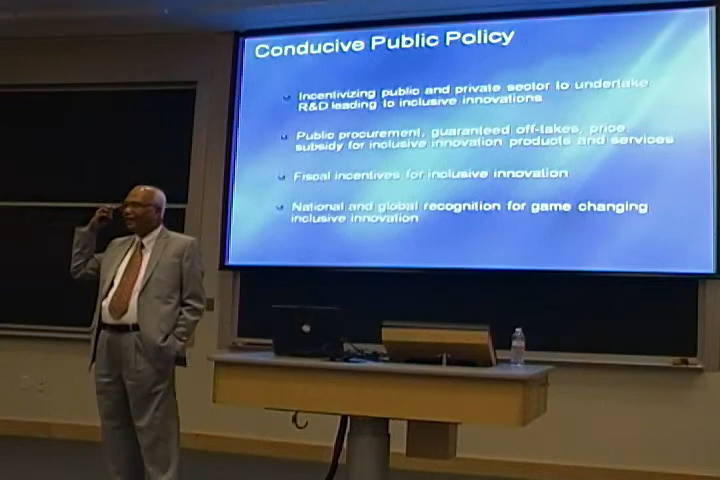 Conducive Public Policy
Incentivizing public and private sector to undertake
R&D leading to inclusive innovations
Public procurement, guaranteed off-takes, price
subsidy for inclusive innovation products and services
Fiscal incentives for inclusive innovation
National and global recognition for game changing
inclusive innovation